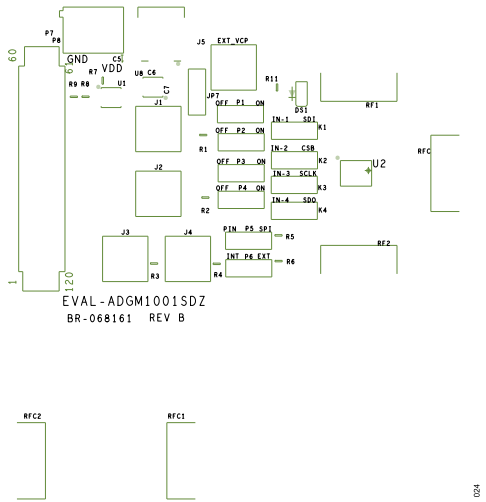 P7
P8
60
GND
C5
J5
EXT_VCP
61
R7
VDD
U8
C6
R9
R8
U1
C7
R11
JP7
DS1
RF1
J1
OFF P1 ON
IN-1 SDI
K1
R1
OFF P2 ON
IN-2 CSB
K2
RFC
U2
J2
OFF P3 ON
IN-3 SCLK
K3
OFF P4 ON
IN-4 SDO
K4
R2
J3
J4
PIN P5 SPI
R5
RF2
INT P6 EXT
R6
R3
R4
1
120
EVAL-ADGM1001SDZ
BR-068161 REV B
RFC2
RFC1
024